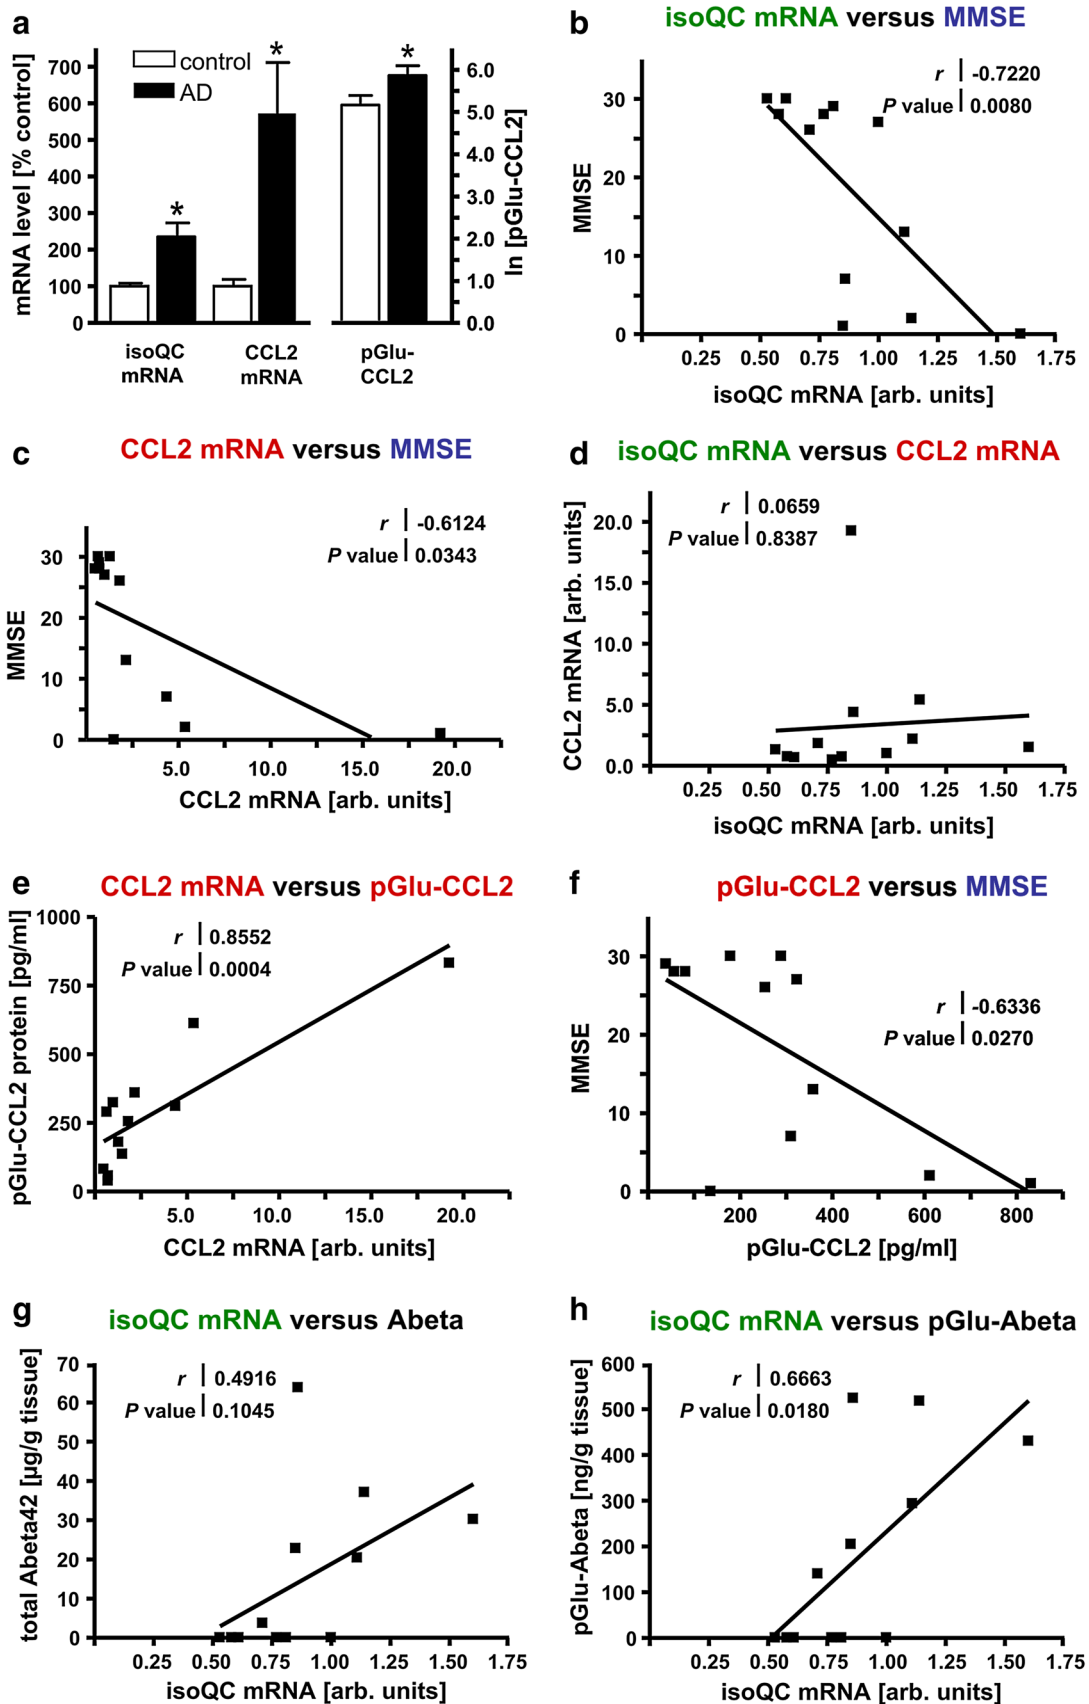 a
mRNA level [% control]
700
600
500
400
300
200
100
0
control
AD
*
*
*
6.0
5.0
4.0
3.0
2.0
1.0
0.0
ln [pGlu-CCL2]
isoQC
mRNA
CCL2
mRNA
pGlu-
CCL2
b
isoQC mRNA versus MMSE
r -0.7220
P value 0.0080
MMSE
30
20
10
0
0.25 0.50 0.75 1.00 1.25 1.50 1.75
isoQC mRNA [arb. units]
c
CCL2 mRNA versus MMSE
r -0.6124
P value 0.0343
MMSE
30
20
10
0
5.0 10.0 15.0 20.0
CCL2 mRNA [arb. units]
d
isoQC mRNA versus CCL2 mRNA
r 0.0659
P value 0.8387
CCL2 mRNA [arb. units]
20.0
15.0
10.0
5.0
0.0
0.25 0.50 0.75 1.00 1.25 1.50 1.75
isoQC mRNA [arb. units]
e
CCL2 mRNA versus pGlu-CCL2
r 0.8552
P value 0.0004
pGlu-CCL2 protein [pg/ml]
1000
750
500
250
0
5.0 10.0 15.0 20.0
CCL2 mRNA [arb. units]
f
pGlu-CCL2 versus MMSE
r -0.6336
P value 0.0270
MMSE
30
20
10
0
200 400 600 800
pGlu-CCL2 [pg/ml]
g
isoQC mRNA versus Abeta
r 0.4916
P value 0.1045
total Abeta42 [µg/g tissue]
70
60
50
40
30
20
10
0
0.25 0.50 0.75 1.00 1.25 1.50 1.75
isoQC mRNA [arb. units]
h
isoQC mRNA versus pGlu-Abeta
r 0.6663
P value 0.0180
pGlu-Abeta [ng/g tissue]
600
500
400
300
200
100
0
0.25 0.50 0.75 1.00 1.25 1.50 1.75
isoQC mRNA [arb. units]